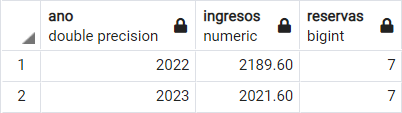 ano ingresos reservas
double precision numeric bigint
1 2022 2189.60 7
2 2023 2021.60 7